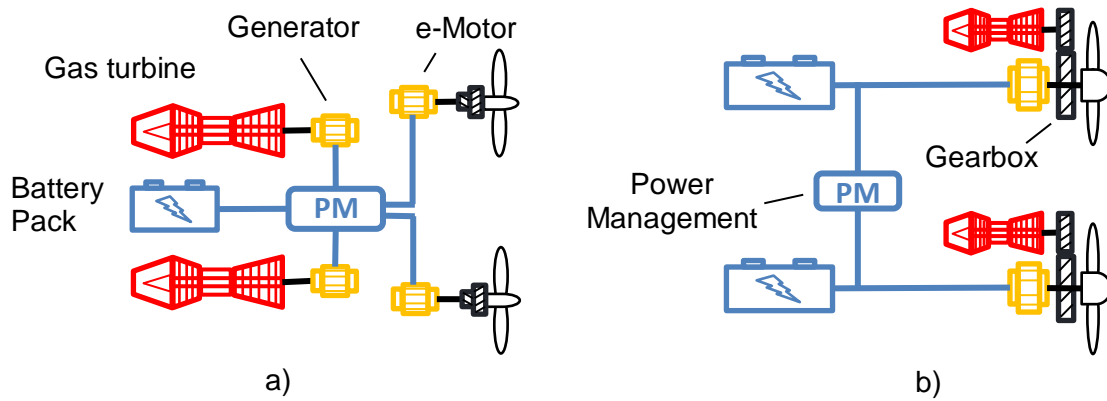 Generator
e-Motor
Gas turbine
Battery
Pack
PM
a)
Gearbox
Power
Management
PM
b)